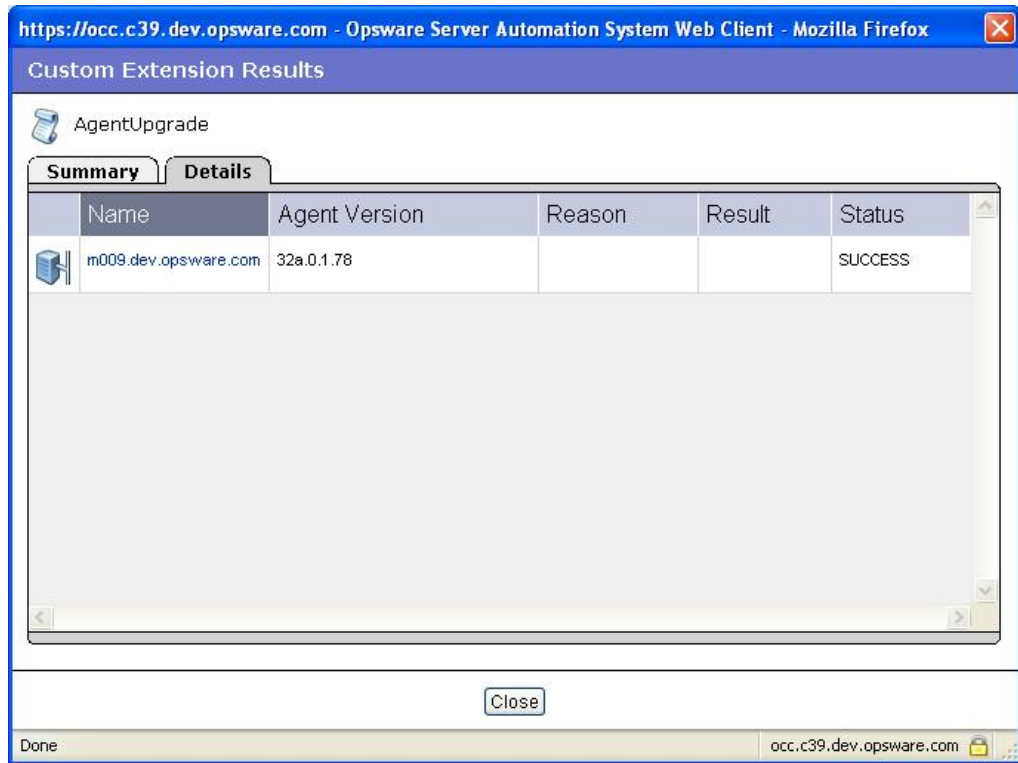 https://occ.c39.dev.opsware.com - Opsware Server Automation System Web Client - Mozilla Firefox
Custom Extension Results
AgentUpgrade
Summary Details
Name Agent Version Reason Result Status
m009.dev.opsware.com 32a.0.1.78 SUCCESS
Close
Done occ.c39.dev.opsware.com